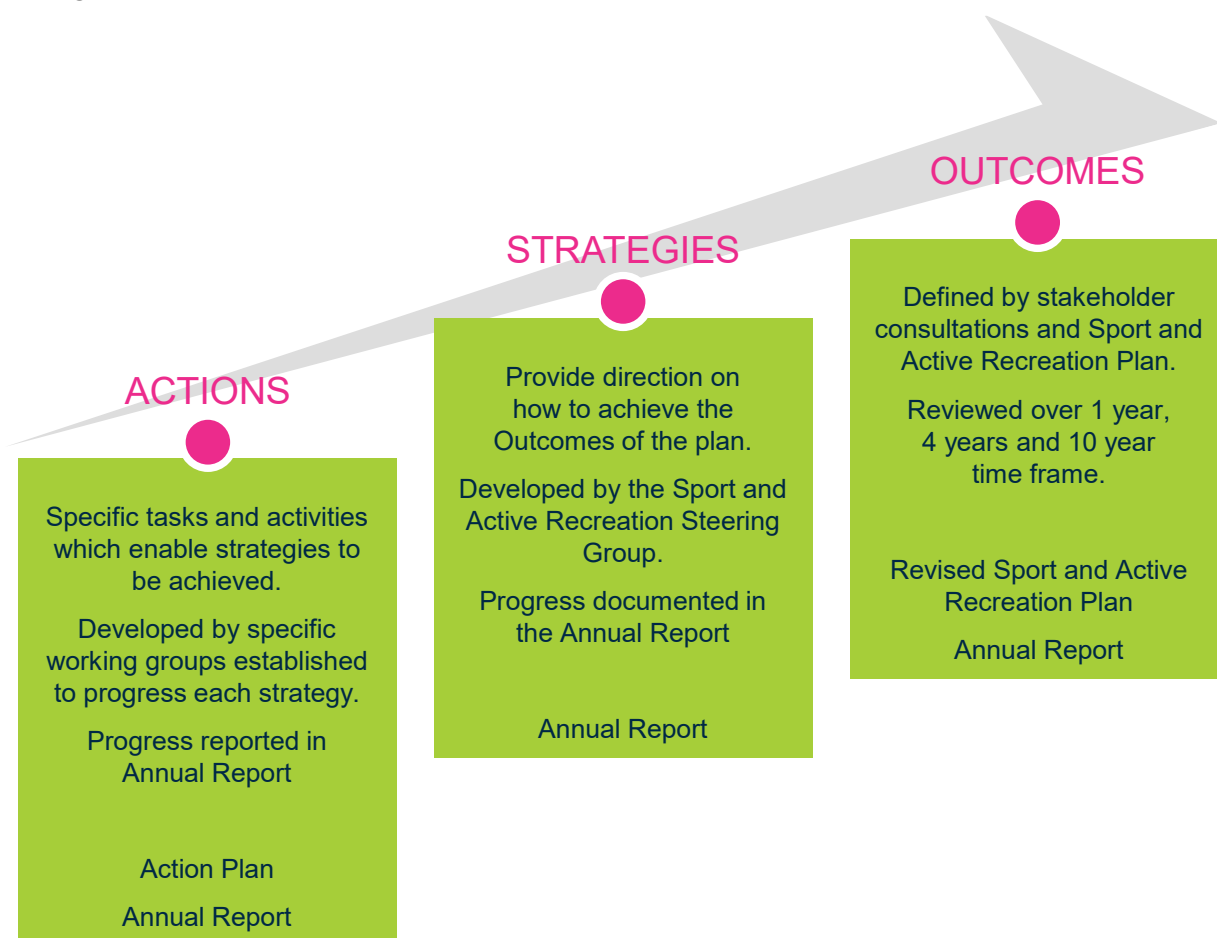 ACTIONS
Specific tasks and activities
which enable strategies to
be achieved.
Developed by specific
working groups established
to progress each strategy.
Progress reported in
Annual Report
Action Plan
Annual Report
STRATEGIES
Provide direction on
how to achieve the
Outcomes of the plan.
Developed by the Sport and
Active Recreation Steering
Group.
Progress documented in
the Annual Report
Annual Report
OUTCOMES
Defined by stakeholder
consultations and Sport and
Active Recreation Plan.
Reviewed over 1 year,
4 years and 10 year
time frame.
Revised Sport and Active
Recreation Plan
Annual Report